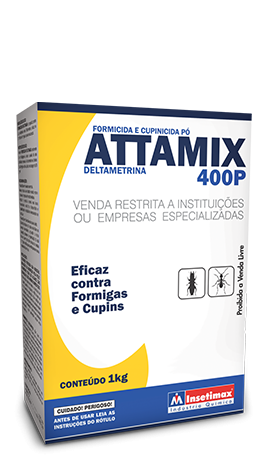 FORMICIDA E CUPINICIDA PÓ
ATTAMIX
DELTAMETRINA
400P
VENDA RESTRITA A INSTITUIÇÕES
OU EMPRESAS ESPECIALIZADAS
Eficaz
contra
Formigas
e Cupins
Proibido a Venda Livre
CONTEÚDO 1kg
CUIDADO! PERIGOSO!
ANTES DE USAR LEIA AS
INSTRUÇÕES DO RÓTULO
Insetimax
Indústria Química